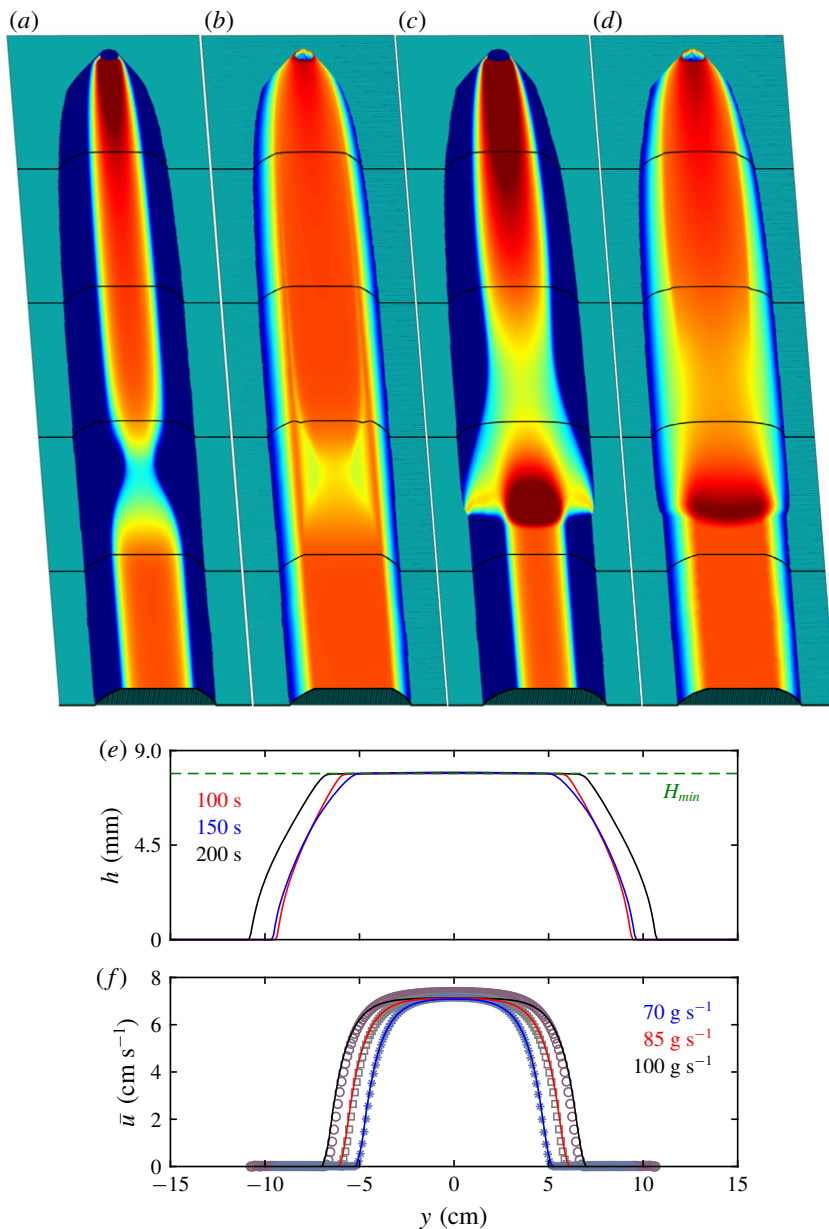 (a) (b) (c) (d)
(e) 9.0
H_min
100 s
150 s
200 s
h (mm)
4.5
0
(f) 8
70 g s⁻¹
85 g s⁻¹
100 g s⁻¹
6
ū (cm s⁻¹)
4
2
0
−15 −10 −5 0 5 10 15
y (cm)